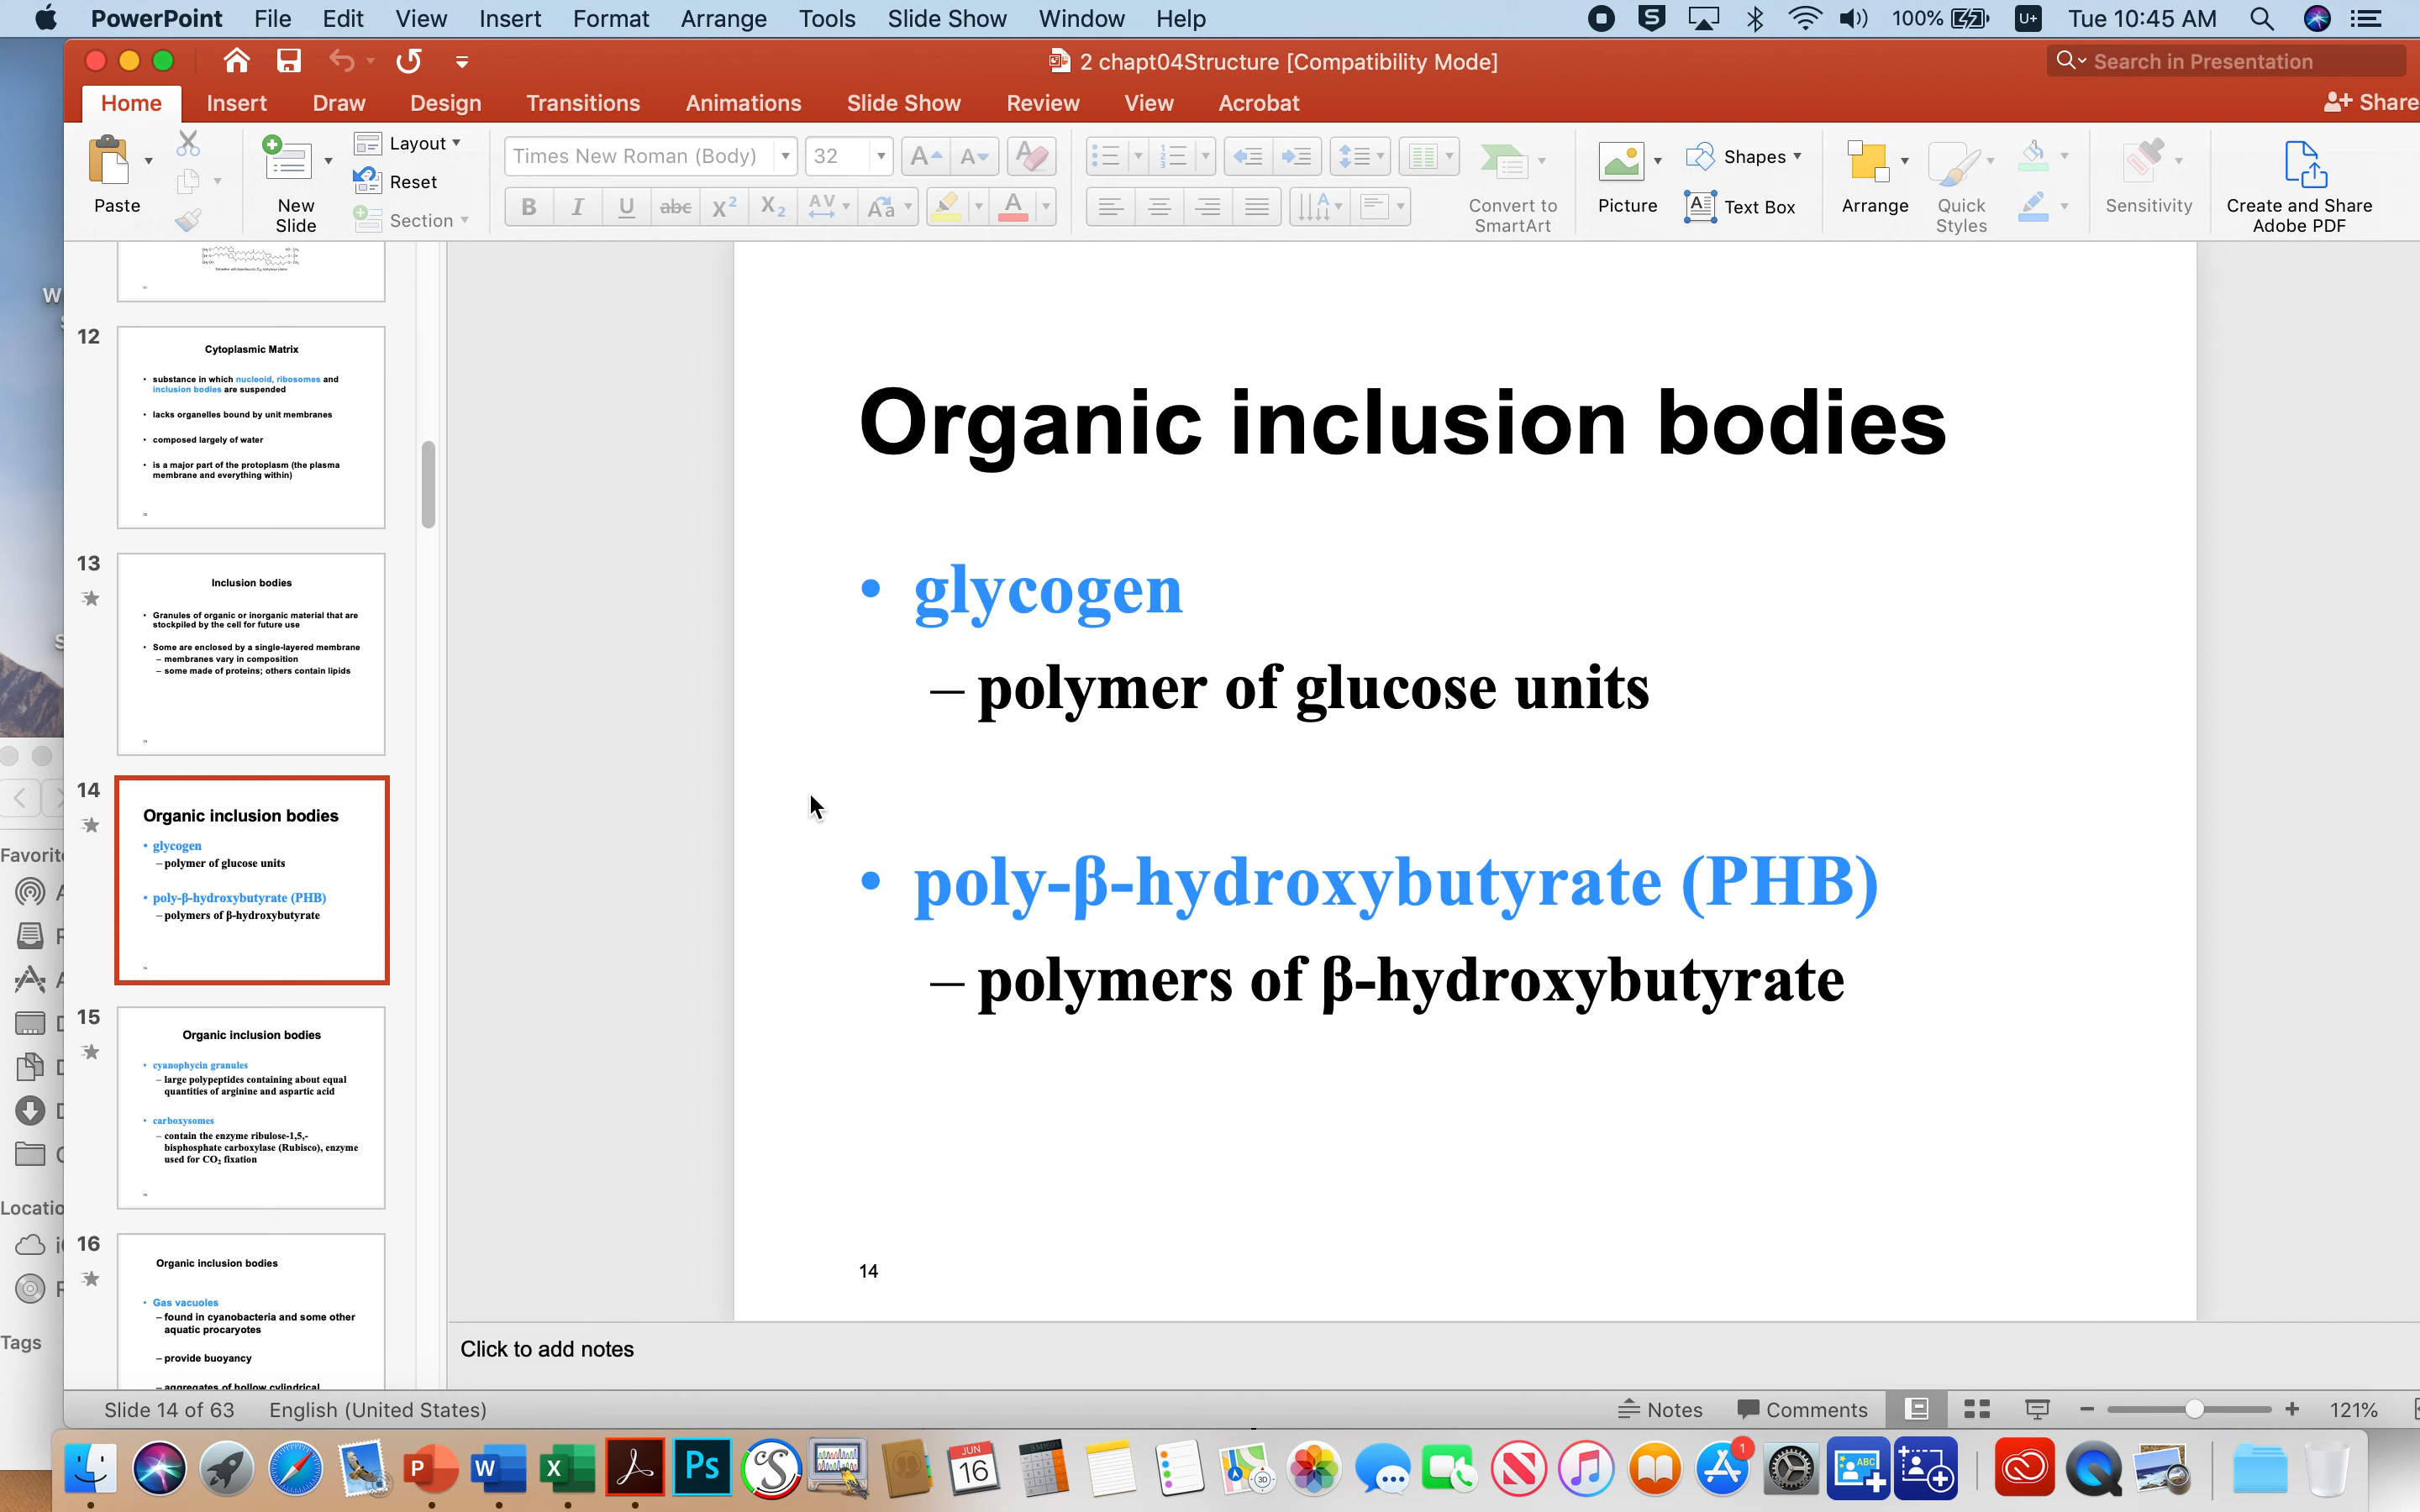 PowerPoint File Edit View Insert Format Arrange Tools Slide Show Window Help
100% U+ Tue 10:45 AM
2 chapt04Structure [Compatibility Mode]
Search in Presentation
Home Insert Draw Design Transitions Animations Slide Show Review View Acrobat
Share
Paste
New
Slide
Layout
Reset
Section
Times New Roman (Body) 32
Convert to
SmartArt
Picture
Shapes
Text Box
Arrange
Quick
Styles
Sensitivity
Create and Share
Adobe PDF
12
Cytoplasmic Matrix
• substance in which nucleoid, ribosomes and
inclusion bodies are suspended
• lacks organelles bound by unit membranes
• composed largely of water
• is a major part of the protoplasm (the plasma
membrane and everything within)
13
Inclusion bodies
• Granules of organic or inorganic material that are
stockpiled by the cell for future use
• Some are enclosed by a single-layered membrane
– membranes vary in composition
– some made of proteins; others contain lipids
14
Organic inclusion bodies
• glycogen
– polymer of glucose units
• poly-β-hydroxybutyrate (PHB)
– polymers of β-hydroxybutyrate
15
Organic inclusion bodies
• cyanophycin granules
– large polypeptides containing about equal
quantities of arginine and aspartic acid
• carboxysomes
– contain the enzyme ribulose-1,5,-
bisphosphate carboxylase (Rubisco), enzyme
used for CO₂ fixation
16
Organic inclusion bodies
• Gas vacuoles
– found in cyanobacteria and some other
aquatic procaryotes
– provide buoyancy
– aggregates of hollow cylindrical
Organic inclusion bodies
• glycogen
– polymer of glucose units
• poly-β-hydroxybutyrate (PHB)
– polymers of β-hydroxybutyrate
14
Click to add notes
Tags
Slide 14 of 63 English (United States)
Notes Comments 121%
JUN
16